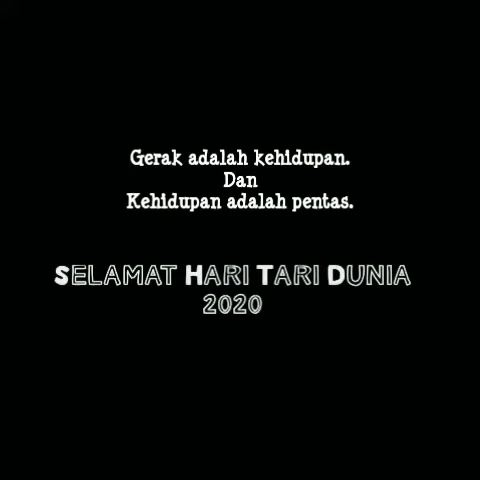 Gerak adalah kehidupan.
Dan
Kehidupan adalah pentas.
SELAMAT HARI TARI DUNIA
2020